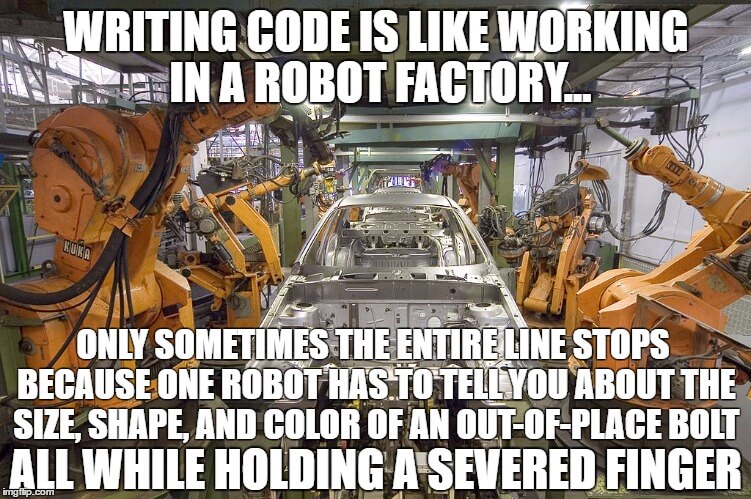 WRITING CODE IS LIKE WORKING
IN A ROBOT FACTORY...
KUKA
ONLY SOMETIMES THE ENTIRE LINE STOPS
BECAUSE ONE ROBOT HAS TO TELL YOU ABOUT THE
SIZE, SHAPE, AND COLOR OF AN OUT-OF-PLACE BOLT
ALL WHILE HOLDING A SEVERED FINGER
imgflip.com